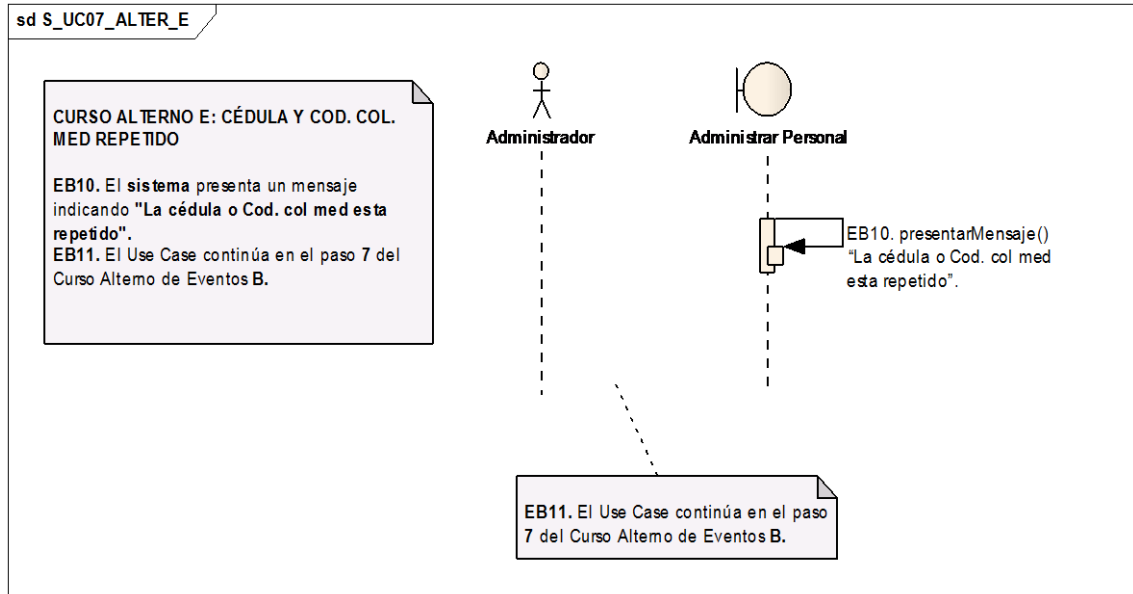 sd S_UC07_ALTER_E
CURSO ALTERNO E: CÉDULA Y COD. COL.
MED REPETIDO
EB10. El sistema presenta un mensaje
indicando "La cédula o Cod. col med esta
repetido".
EB11. El Use Case continúa en el paso 7 del
Curso Alterno de Eventos B.
Administrador
Administrar Personal
EB10. presentarMensaje()
“La cédula o Cod. col med
esta repetido”.
EB11. El Use Case continúa en el paso
7 del Curso Alterno de Eventos B.